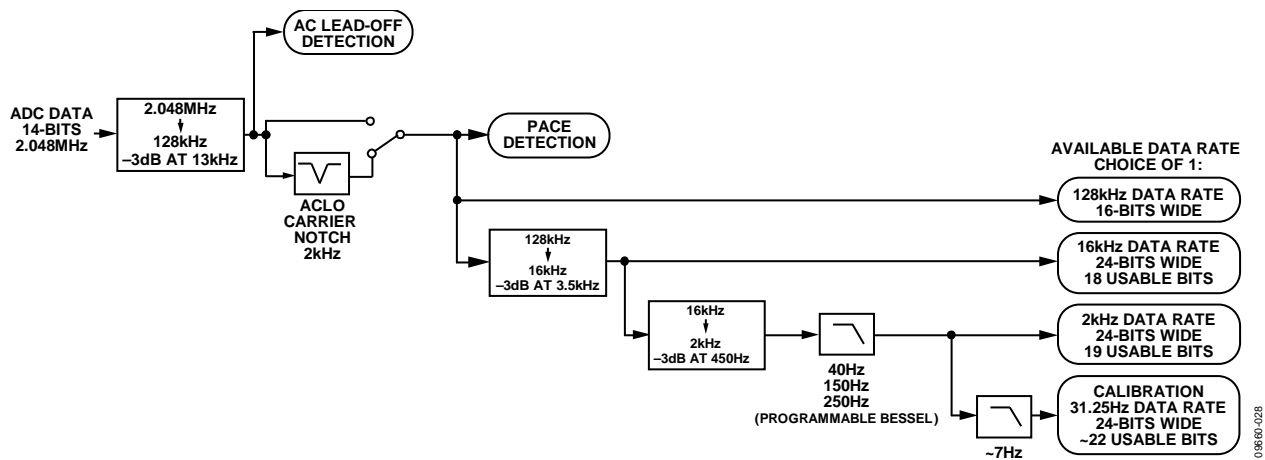 AC LEAD-OFF
DETECTION
ADC DATA
14-BITS
2.048MHz
2.048MHz
128kHz
–3dB AT 13kHz
ACLO
CARRIER
NOTCH
2kHz
PACE
DETECTION
AVAILABLE DATA RATE
CHOICE OF 1:
128kHz DATA RATE
16-BITS WIDE
128kHz
16kHz
–3dB AT 3.5kHz
16kHz DATA RATE
24-BITS WIDE
18 USABLE BITS
16kHz
2kHz
–3dB AT 450Hz
40Hz
150Hz
250Hz
(PROGRAMMABLE BESSEL)
2kHz DATA RATE
24-BITS WIDE
19 USABLE BITS
~7Hz
CALIBRATION
31.25Hz DATA RATE
24-BITS WIDE
~22 USABLE BITS
09660-028